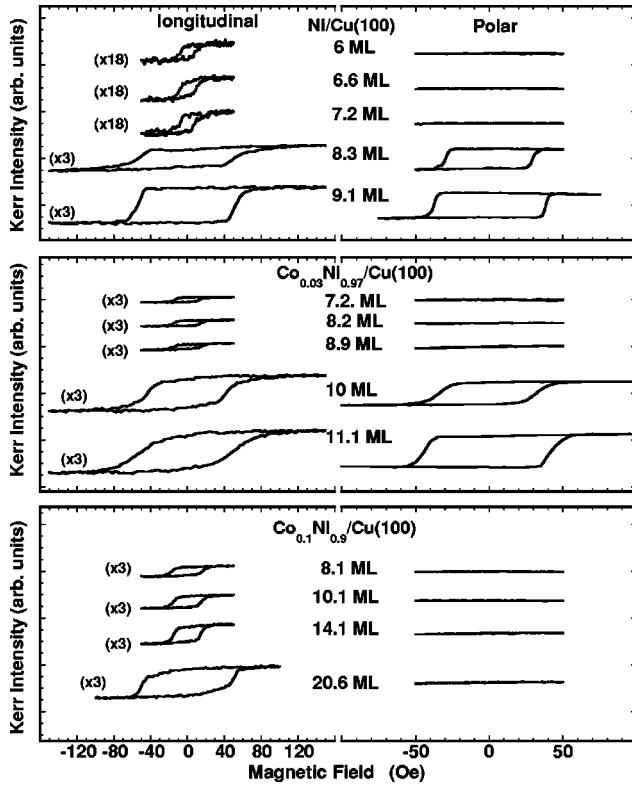 longitudinal Ni/Cu(100) Polar
(x18) 6 ML
(x18) 6.6 ML
(x18) 7.2 ML
(x3) 8.3 ML
(x3) 9.1 ML
Kerr Intensity (arb. units)
Co0.03Ni0.97/Cu(100)
(x3) 7.2. ML
(x3) 8.2 ML
(x3) 8.9 ML
(x3) 10 ML
(x3) 11.1 ML
Kerr Intensity (arb. units)
Co0.1Ni0.9/Cu(100)
(x3) 8.1 ML
(x3) 10.1 ML
(x3) 14.1 ML
(x3) 20.6 ML
Kerr Intensity (arb. units)
-120 -80 -40 0 40 80 120 -50 0 50
Magnetic Field (Oe)